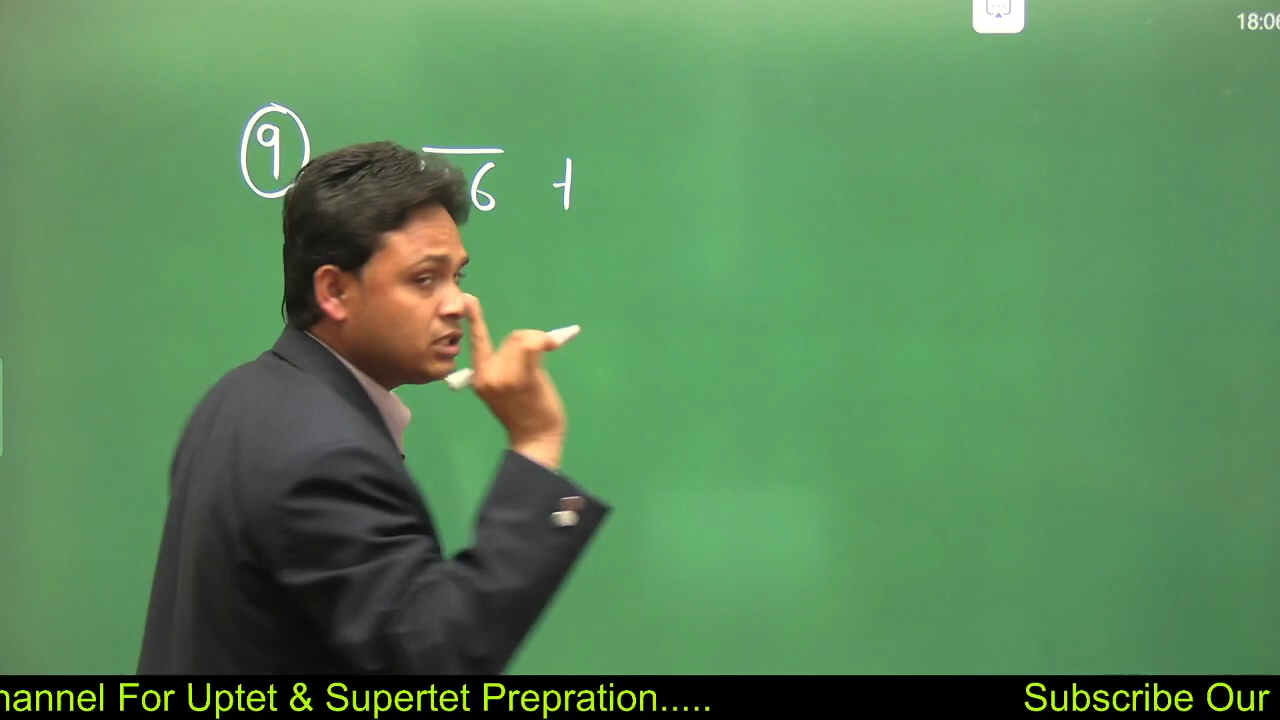 18:06
9
6 +
hannel For Uptet & Supertet Prepration..... Subscribe Our